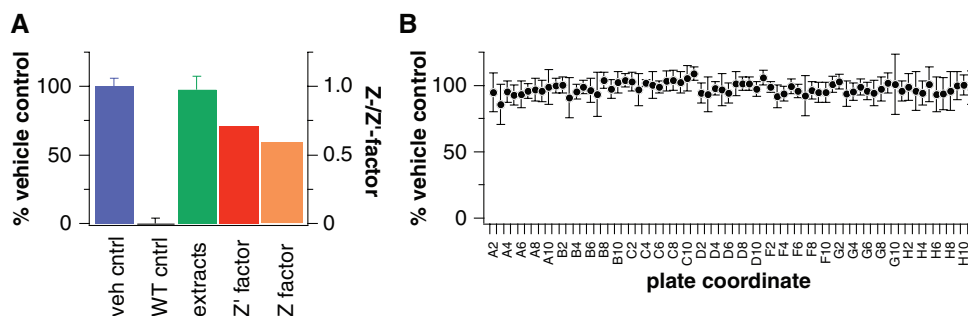 A
% vehicle control
100
50
0
1.0
0.5
0
Z-/Z'-factor
veh cntrl
WT cntrl
extracts
Z' factor
Z factor
B
% vehicle control
100
50
0
A2
A4
A6
A8
A10
B2
B4
B6
B8
B10
C2
C4
C6
C8
C10
D2
D4
D6
D8
D10
F2
F4
F6
F8
F10
G2
G4
G6
G8
G10
H2
H4
H6
H8
H10
plate coordinate